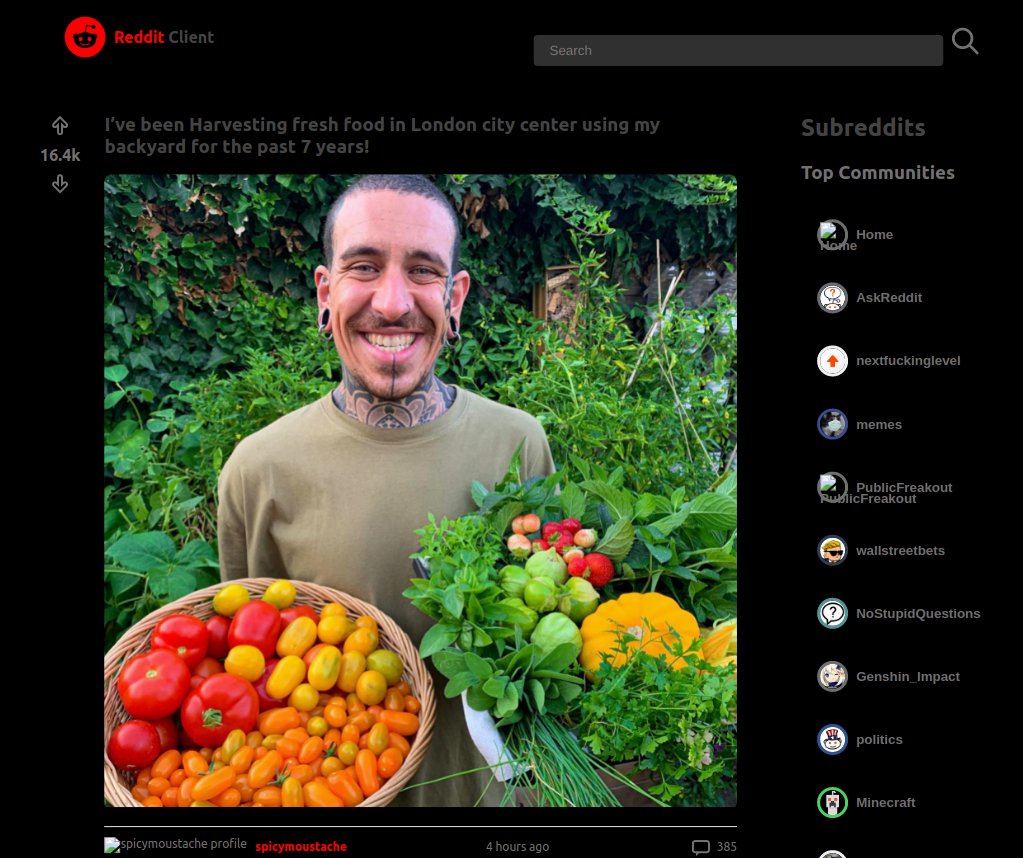 Reddit Client
Search
16.4k
I've been Harvesting fresh food in London city center using my
backyard for the past 7 years!
spicymoustache profile
spicymoustache
4 hours ago
385
Subreddits
Top Communities
Home
Home
AskReddit
nextfuckinglevel
memes
PublicFreakout
PublicFreakout
wallstreetbets
NoStupidQuestions
Genshin_Impact
politics
Minecraft